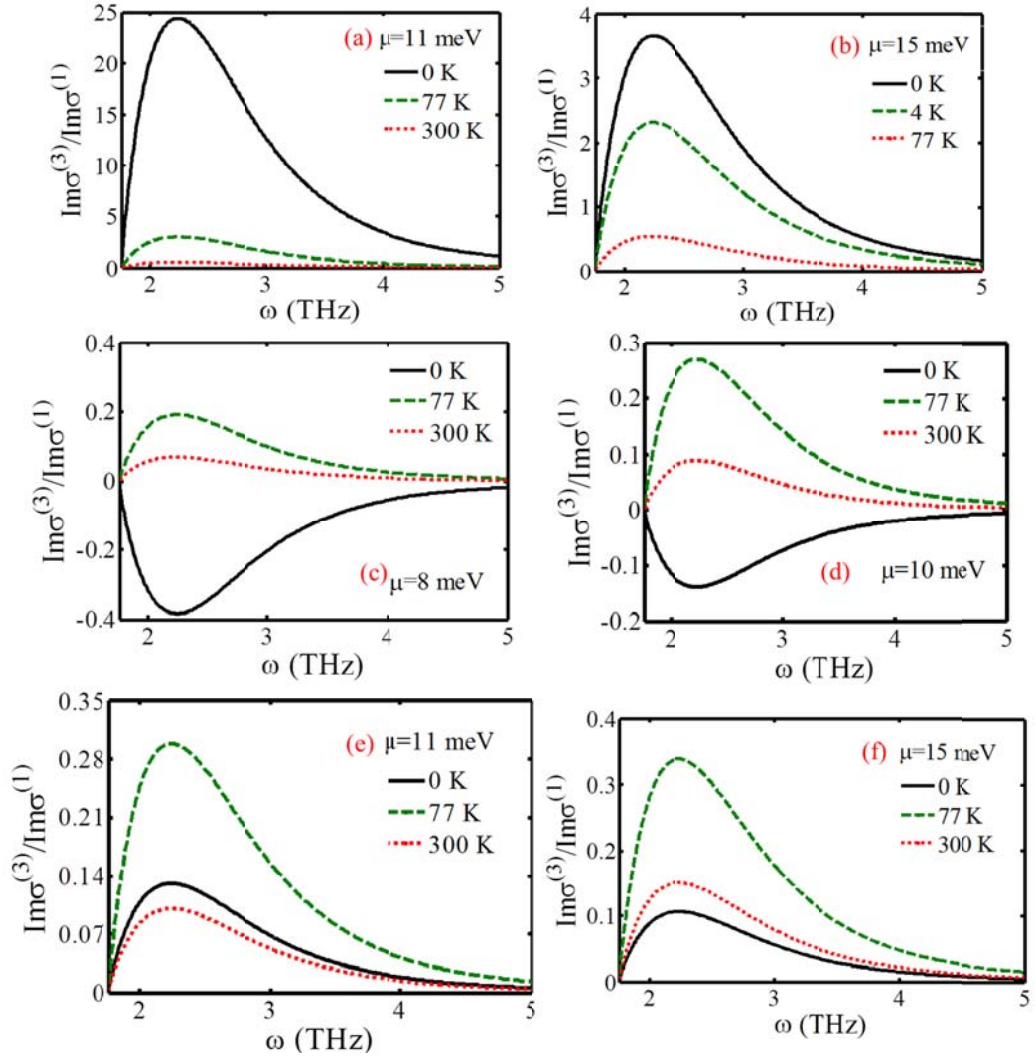 25
20
15
10
5
0
Imσ(3)/Imσ(1)
(a) μ=11 meV
0 K
77 K
300 K
2 3 4 5
ω (THz)
4
3
2
1
0
Imσ(3)/Imσ(1)
(b) μ=15 meV
0 K
4 K
77 K
2 3 4 5
ω (THz)
0.4
0.2
0
-0.2
-0.4
Imσ(3)/Imσ(1)
0 K
77 K
300 K
(c) μ=8 meV
2 3 4 5
ω (THz)
0.3
0.2
0.1
0
-0.1
-0.2
Imσ(3)/Imσ(1)
0 K
77 K
300 K
(d) μ=10 meV
2 3 4 5
ω (THz)
0.35
0.28
0.21
0.14
0.07
0
Imσ(3)/Imσ(1)
(e) μ=11 meV
0 K
77 K
300 K
2 3 4 5
ω (THz)
0.4
0.3
0.2
0.1
0
Imσ(3)/Imσ(1)
(f) μ=15 meV
0 K
77 K
300 K
2 3 4 5
ω (THz)